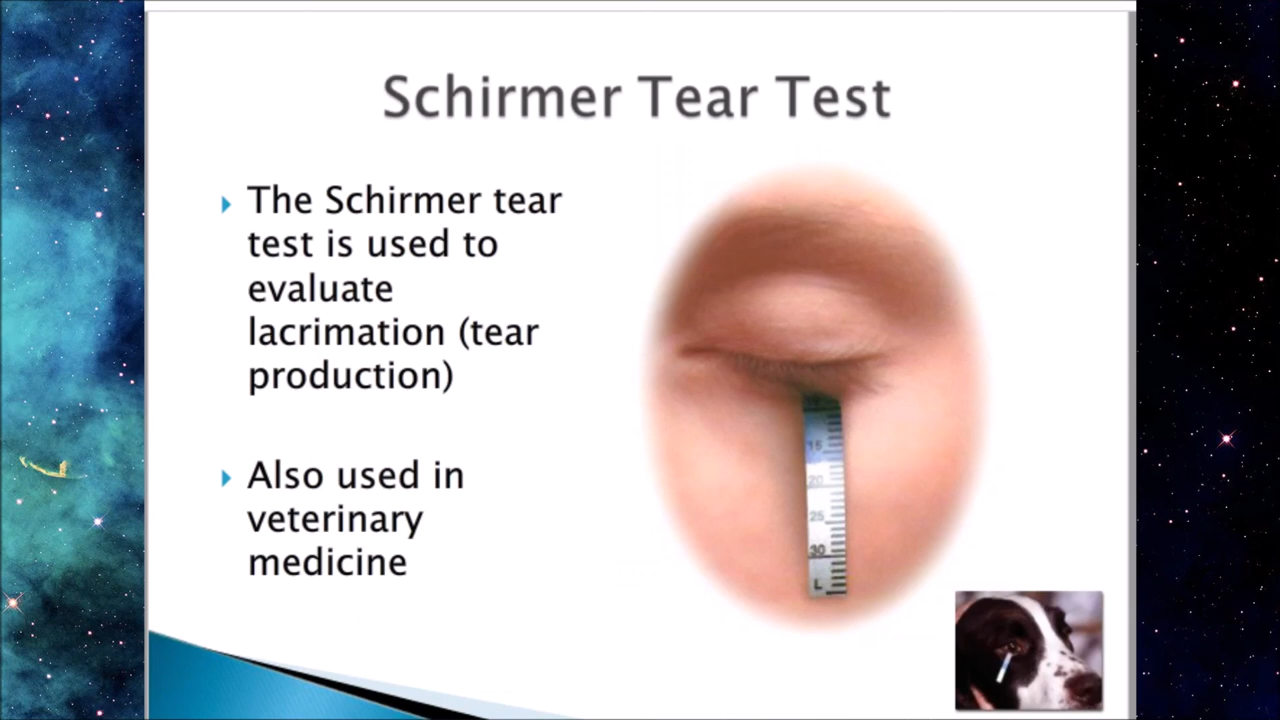 Schirmer Tear Test
The Schirmer tear
test is used to
evaluate
lacrimation (tear
production)
Also used in
veterinary
medicine
15
20
25
30
L